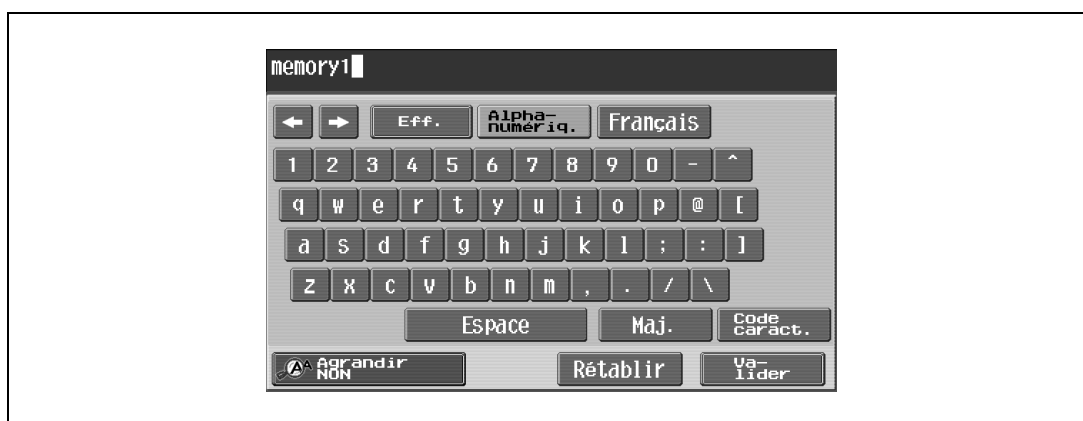 memory1
← → Eff. Alpha-numériq. Français
1 2 3 4 5 6 7 8 9 0 - ^
q w e r t y u i o p @ [
a s d f g h j k l ; : ]
z x c v b n m , . / \
Espace Maj. Code caract.
Agrandir NON Rétablir Va-lider